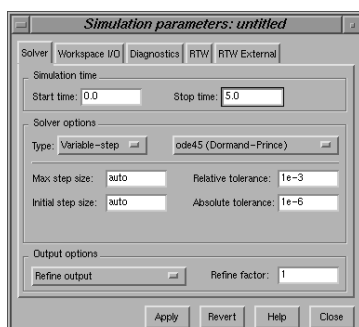 Simulation parameters: untitled
Solver Workspace I/O Diagnostics RTW RTW External
Simulation time
Start time: 0.0 Stop time: 5.0
Solver options
Type: Variable-step ode45 (Dormand-Prince)
Max step size: auto Relative tolerance: 1e-3
Initial step size: auto Absolute tolerance: 1e-6
Output options
Refine output Refine factor: 1
Apply Revert Help Close